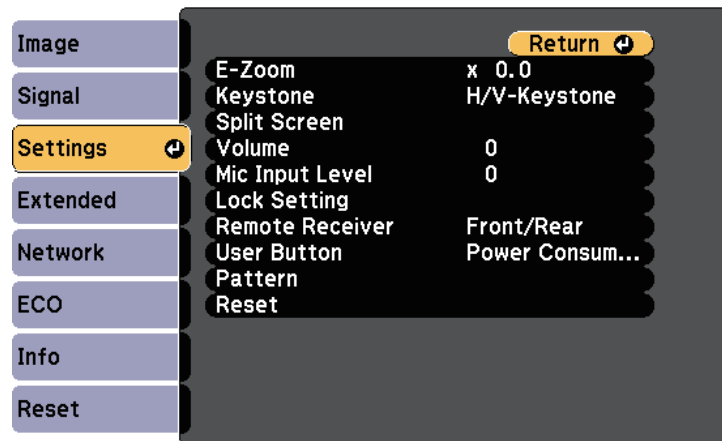 Image
Signal
Settings
Extended
Network
ECO
Info
Reset
Return
E-Zoom x 0.0
Keystone H/V-Keystone
Split Screen
Volume 0
Mic Input Level 0
Lock Setting
Remote Receiver Front/Rear
User Button Power Consum...
Pattern
Reset